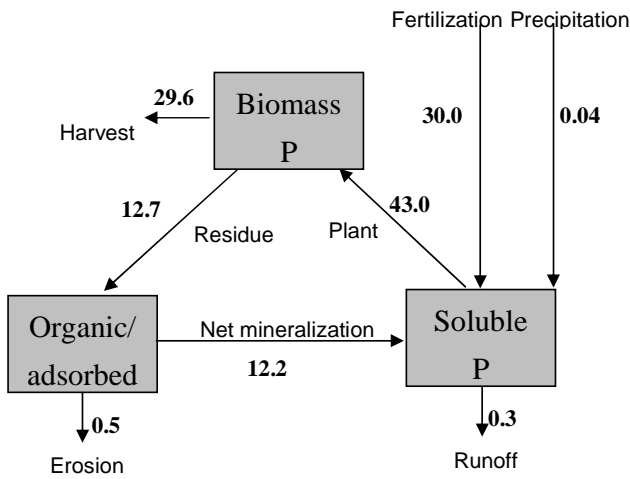 Fertilization Precipitation
29.6
Biomass
P
Harvest
30.0
0.04
12.7
43.0
Residue
Plant
Organic/
adsorbed
Net mineralization
12.2
Soluble
P
0.5
0.3
Erosion
Runoff